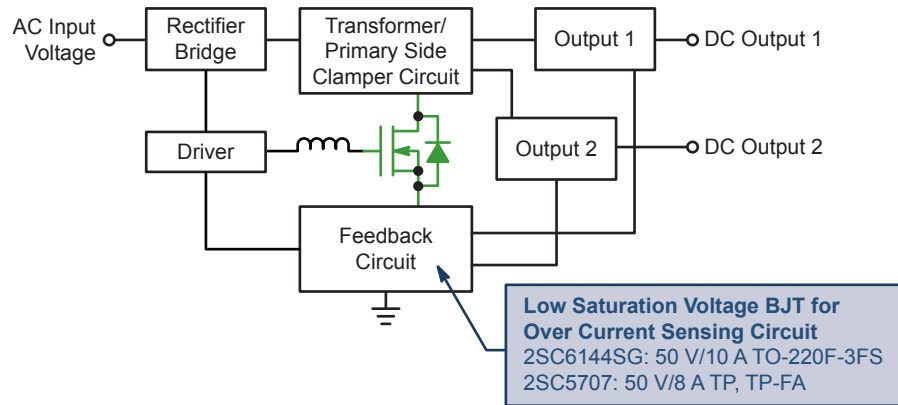 AC Input
Voltage
Rectifier
Bridge
Transformer/
Primary Side
Clamper Circuit
Output 1
DC Output 1
Driver
Output 2
DC Output 2
Feedback
Circuit
Low Saturation Voltage BJT for
Over Current Sensing Circuit
2SC6144SG: 50 V/10 A TO-220F-3FS
2SC5707: 50 V/8 A TP, TP-FA